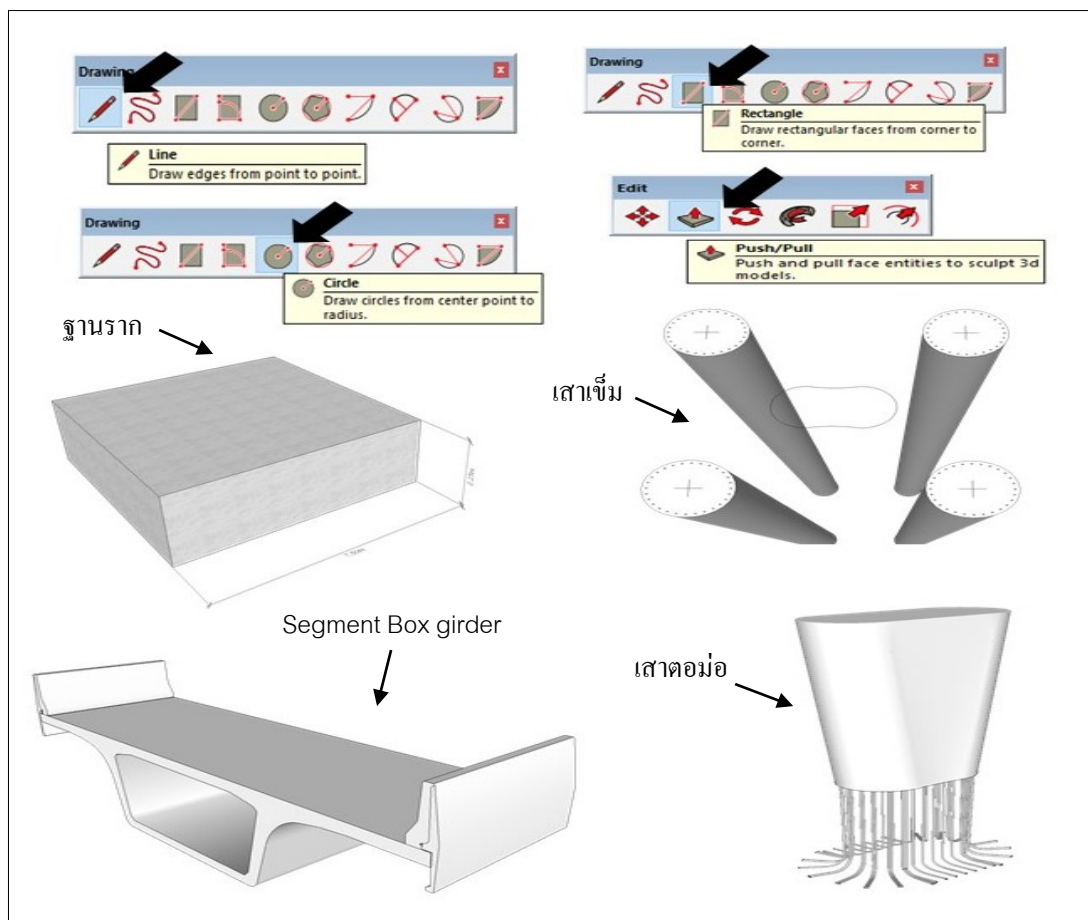 Drawing
Line
Draw edges from point to point.
Drawing
Rectangle
Draw rectangular faces from corner to
corner.
Edit
Push/Pull
Push and pull face entities to sculpt 3d
models.
Drawing
Circle
Draw circles from center point to
radius.
ฐานราก
เสาเข็ม
Segment Box girder
เสาตอม่อ